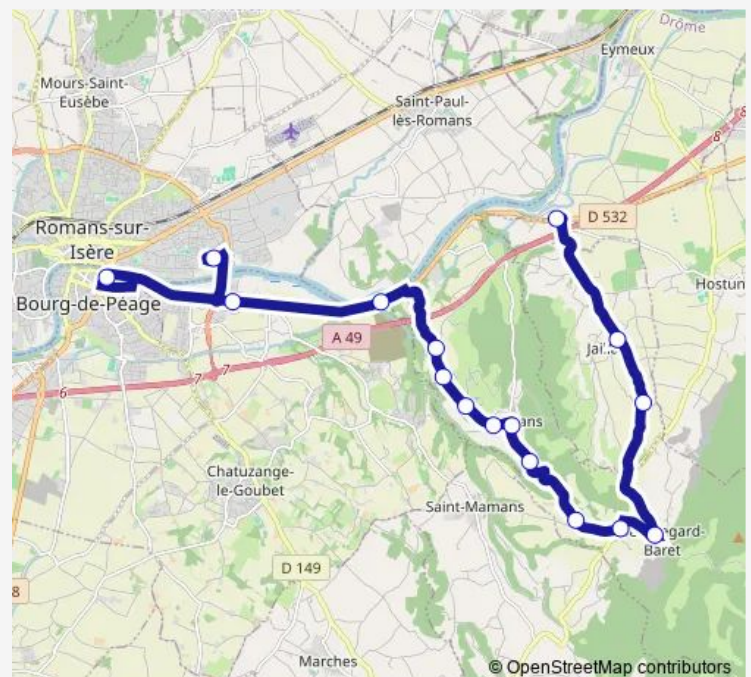 Drôme
Eymeux
Mours-Saint-
Eusèbe
Saint-Paul-
lès-Romans
8
8
Romans-sur-
Isère
D 532
Hostun
Bourg-de-Péage
A 49
6
7
7
Chatuzange-
le-Goubet
Saint-Mamans
Baret
D 149
8
Marches
© OpenStreetMap contributors